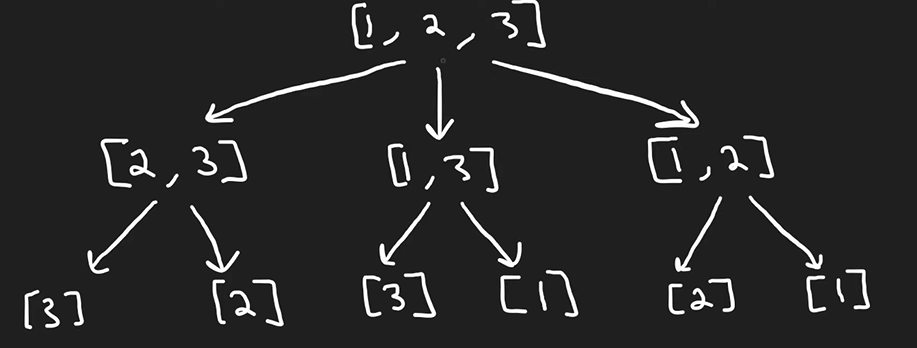 [1, 2, 3]
[2, 3] [1, 3] [1, 2]
[3] [2] [3] [1] [2] [1]